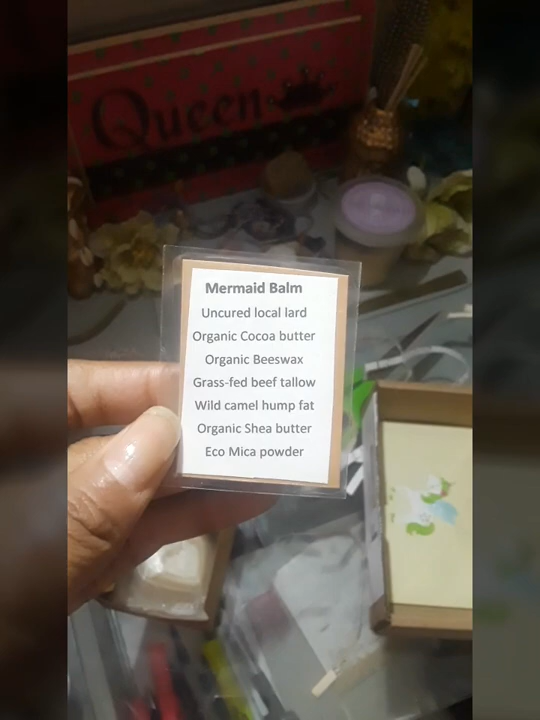 Queen
Mermaid Balm
Uncured local lard
Organic Cocoa butter
Organic Beeswax
Grass-fed beef tallow
Wild camel hump fat
Organic Shea butter
Eco Mica powder